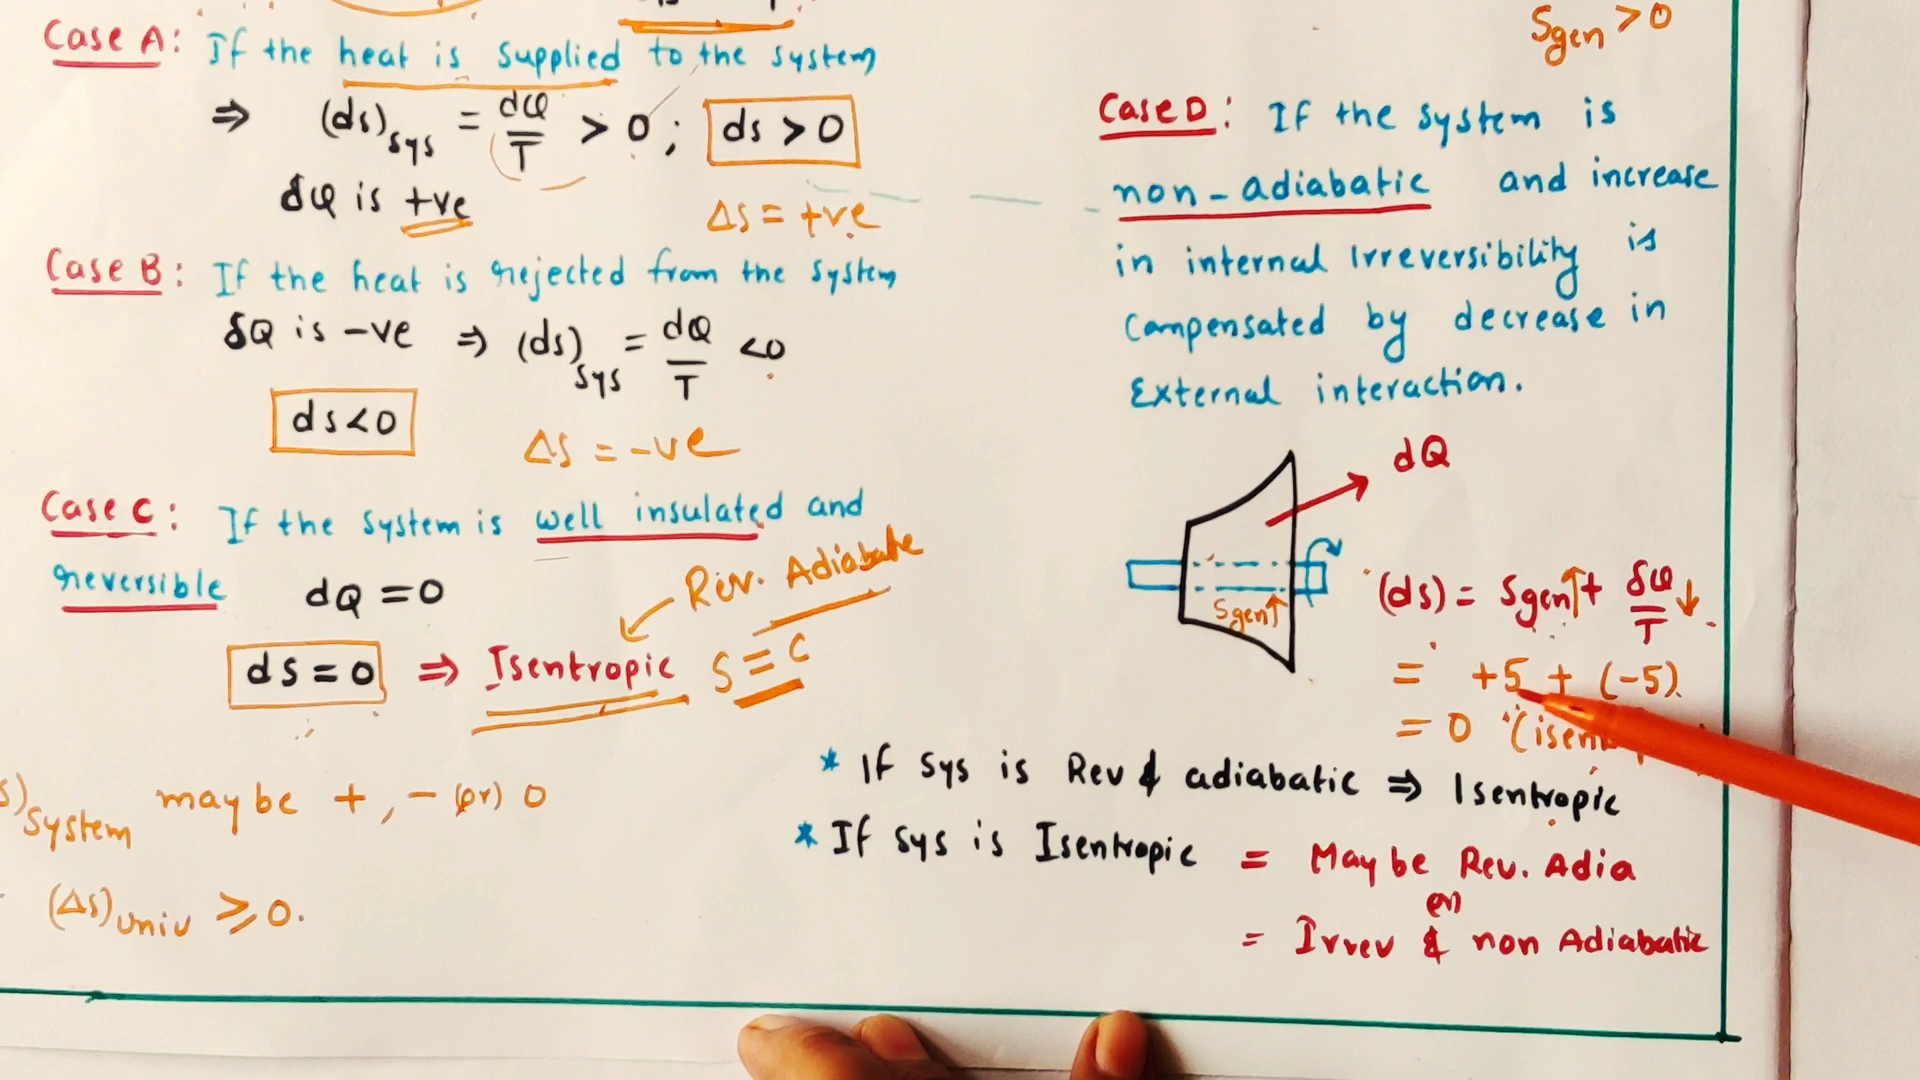 Case A: If the heat is supplied to the system
⇒ (ds)sys = dQ/T > 0 ; ds > 0
δQ is +ve
Δs = +ve
Case B: If the heat is rejected from the system
δQ is -ve ⇒ (ds)sys = dQ/T <0
ds<0
Δs = -ve
Case C: If the system is well insulated and
reversible dQ = 0
Rev. Adiabatic
ds = 0 ⇒ Isentropic S = C
s)system may be +, - (or) 0
(Δs)univ ≥ 0.
Sgen > 0
Case D: If the system is
non-adiabatic and increase
in internal Irreversibility is is
Compensated by decrease in
External interaction.
dQ
Sgen↑
(ds) = Sgen↑ + δQ/T ↓
= +5 + (-5)
= 0
* If sys is Rev & adiabatic ⇒ Isentropic
* If sys is Isentropic = May be Rev. Adia
(or)
= Irrev & non Adiabatic